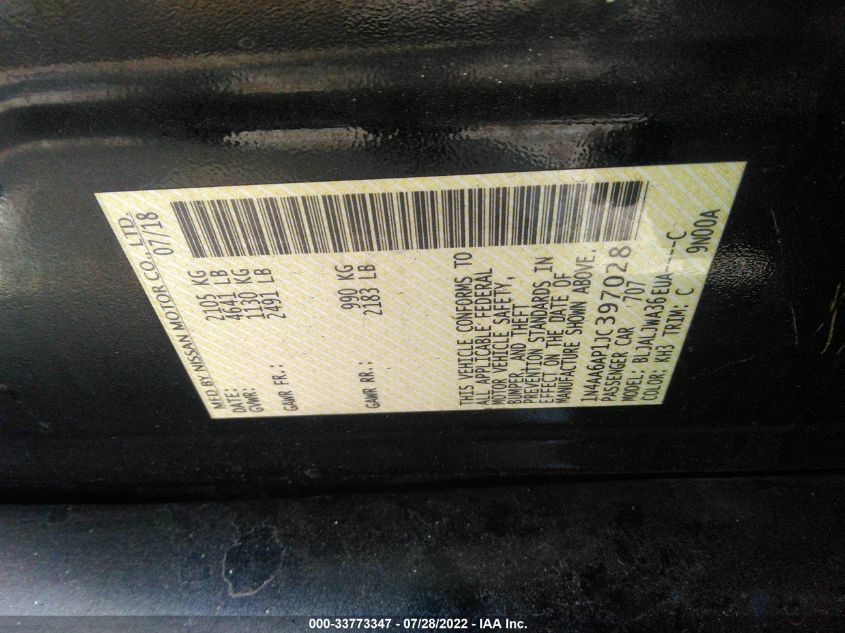 MFD BY NISSAN MOTOR CO., LTD.
DATE: 07/18
GVWR: 2105 KG
4641 LB
GAWR FR.: 1130 KG
2491 LB
GAWR RR.: 990 KG
2183 LB
THIS VEHICLE CONFORMS TO
ALL APPLICABLE FEDERAL
MOTOR VEHICLE SAFETY,
BUMPER, AND THEFT
PREVENTION STANDARDS IN
EFFECT ON THE DATE OF
MANUFACTURE SHOWN ABOVE.
1N4AA6AP1JC397028
PASSENGER CAR 707
MODEL: BLJALJWA36EUA----C
COLOR: KH3 TRIM: C 9N00A
000-33773347 - 07/28/2022 - IAA Inc.